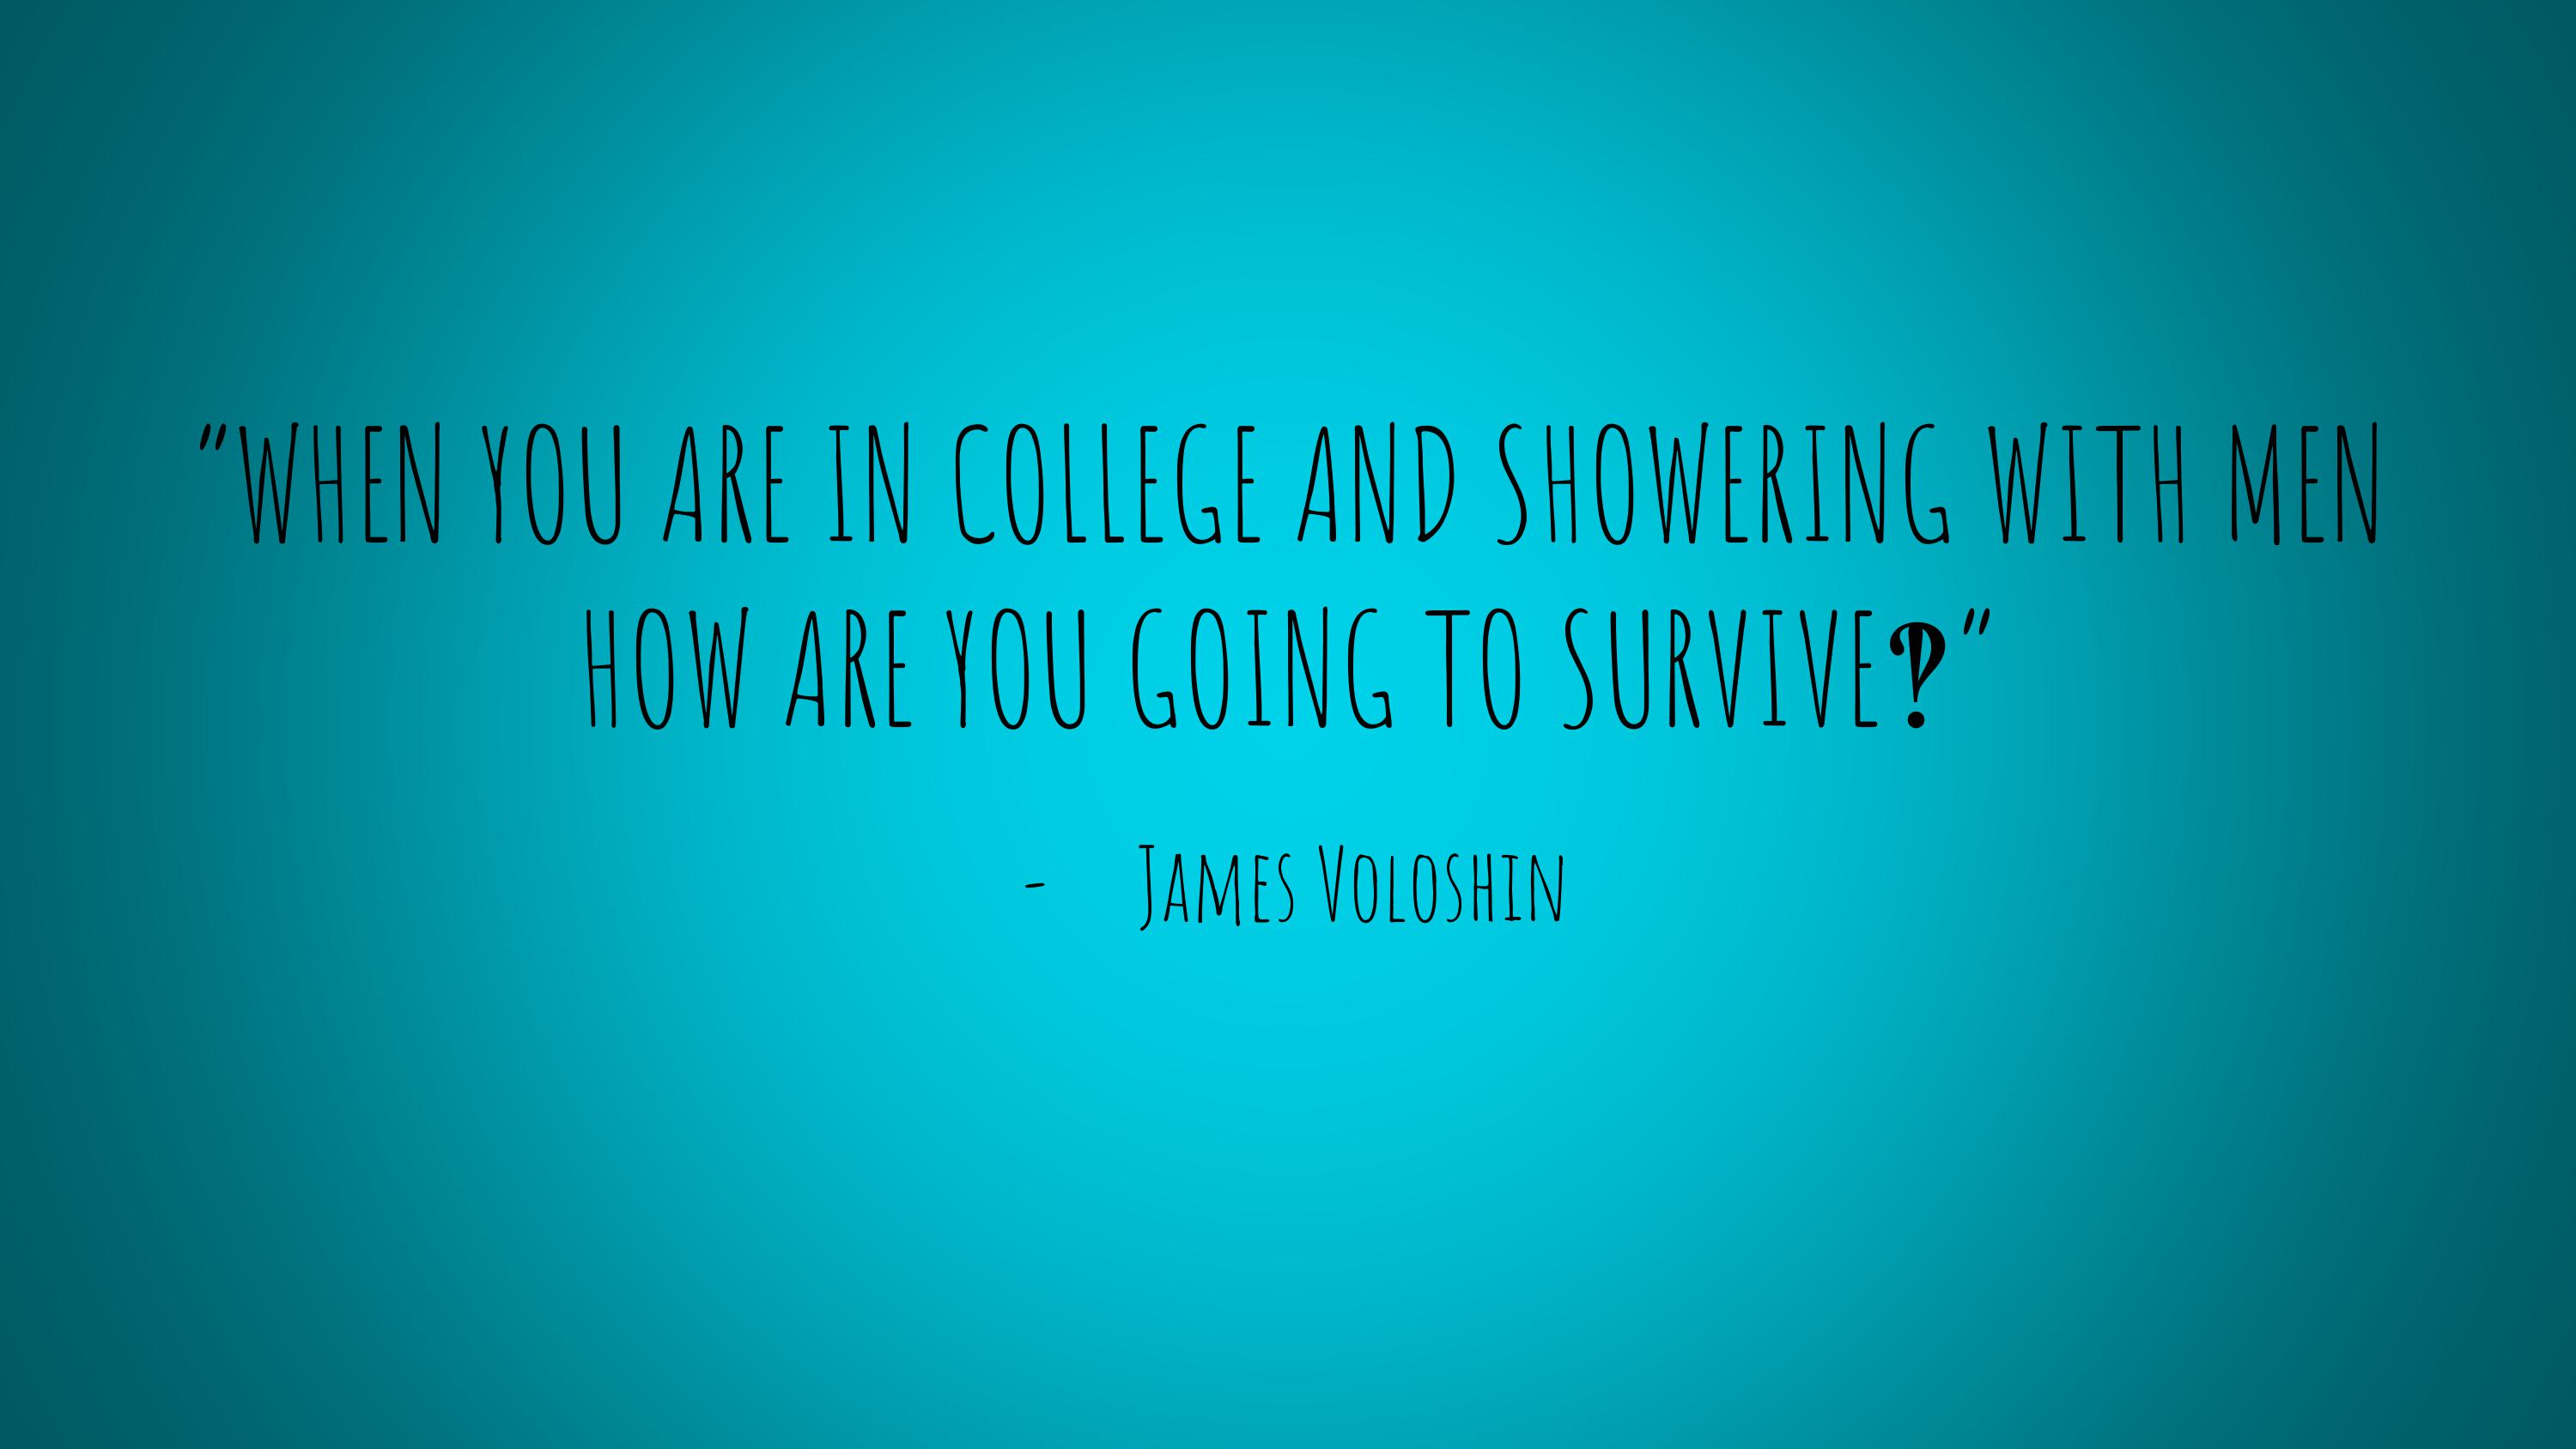 "WHEN YOU ARE IN COLLEGE AND SHOWERING WITH MEN
HOW ARE YOU GOING TO SURVIVE‽"
- JAMES VOLOSHIN